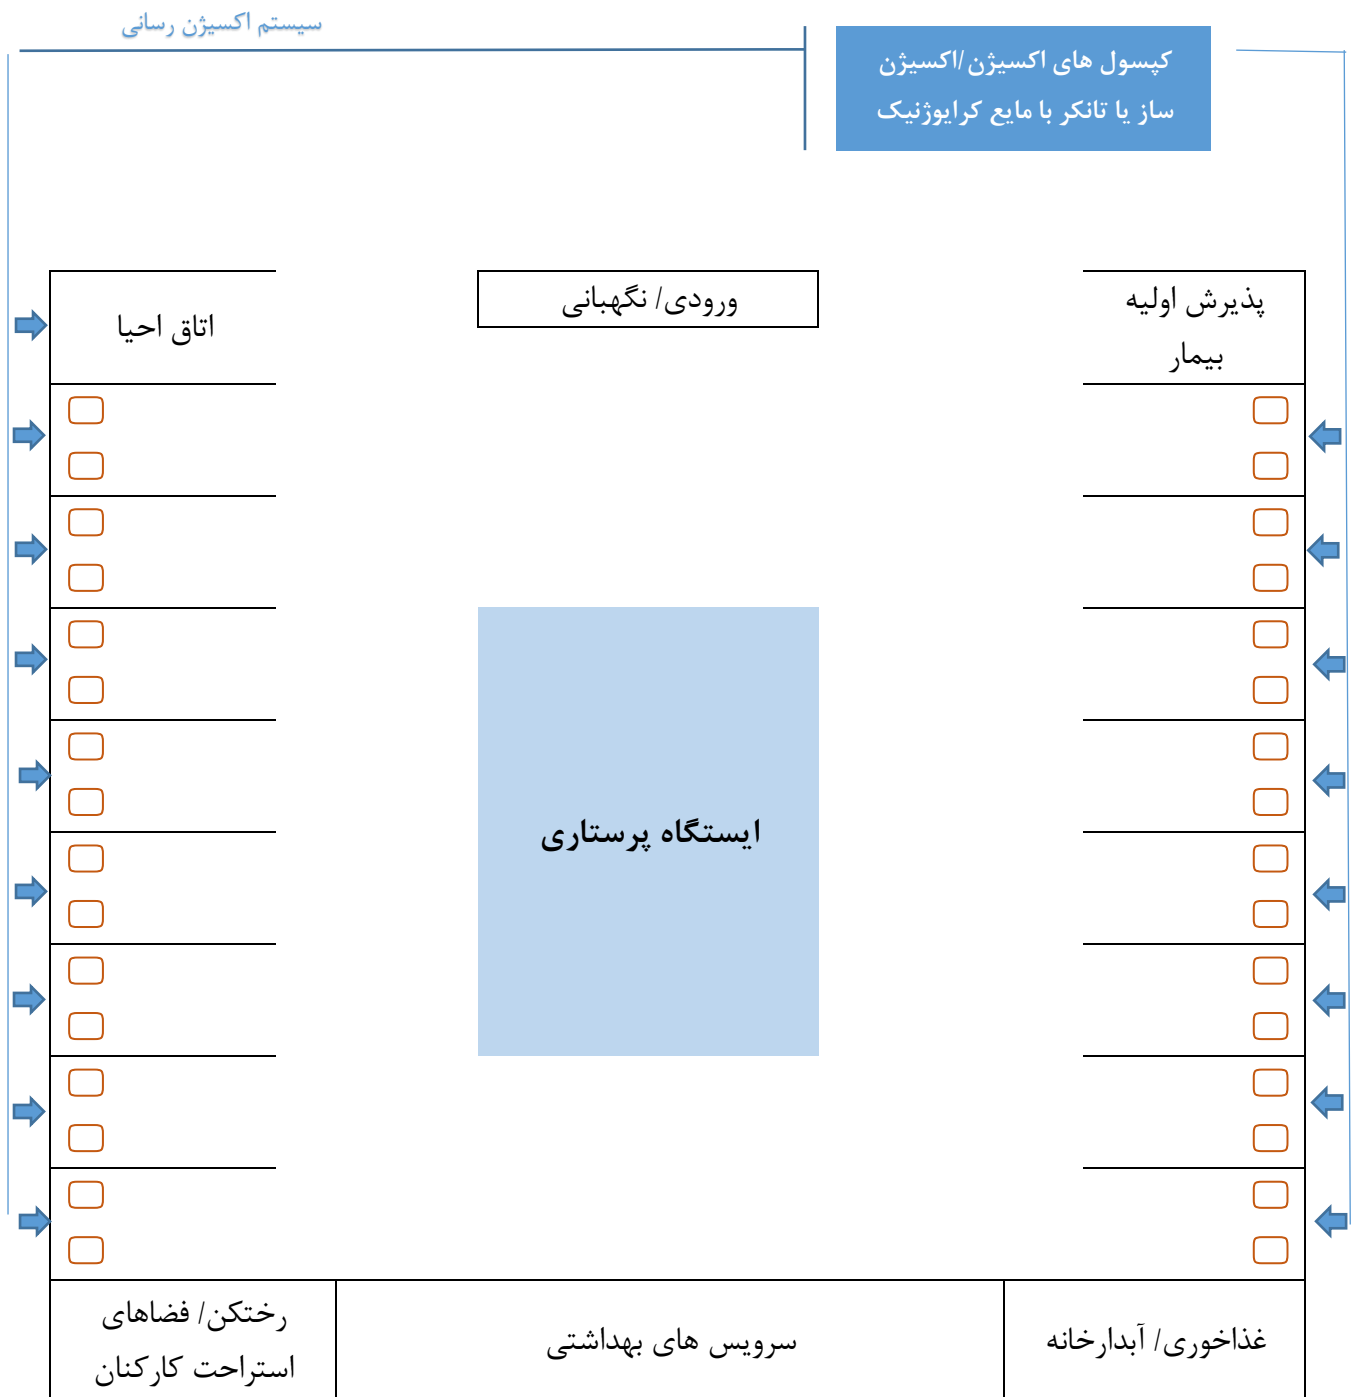 سیستم اکسیژن رسانی
کپسول های اکسیژن/اکسیژن
ساز یا تانکر با مایع کرایوژنیک
پذیرش اولیه
بیمار
ورودی/ نگهبانی
اتاق احیا
ایستگاه پرستاری
غذاخوری/ آبدارخانه
سرویس های بهداشتی
رختکن/ فضاهای
استراحت کارکنان